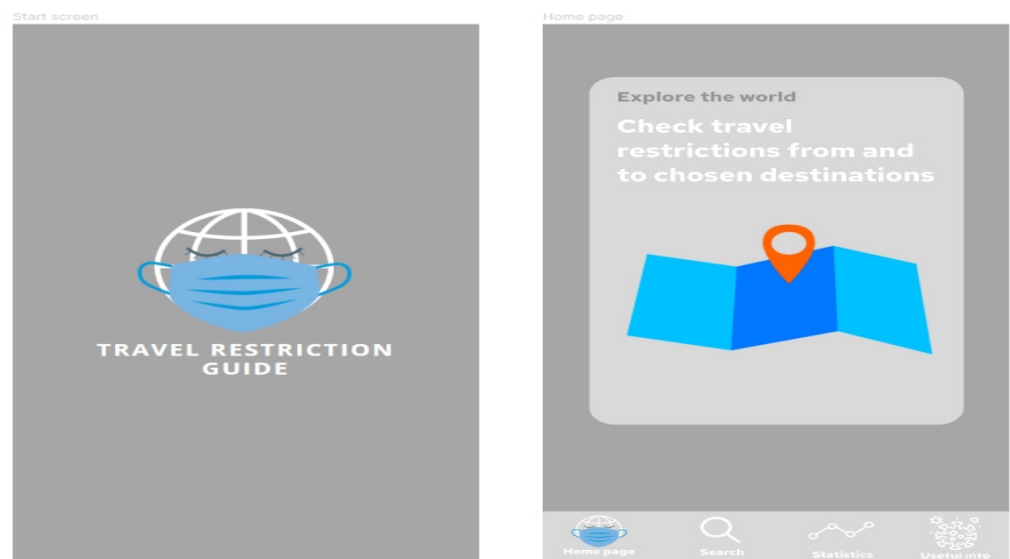 Start screen
TRAVEL RESTRICTION
GUIDE
Home page
Explore the world
Check travel
restrictions from and
to chosen destinations
Home page
Search
Statistics
Useful info